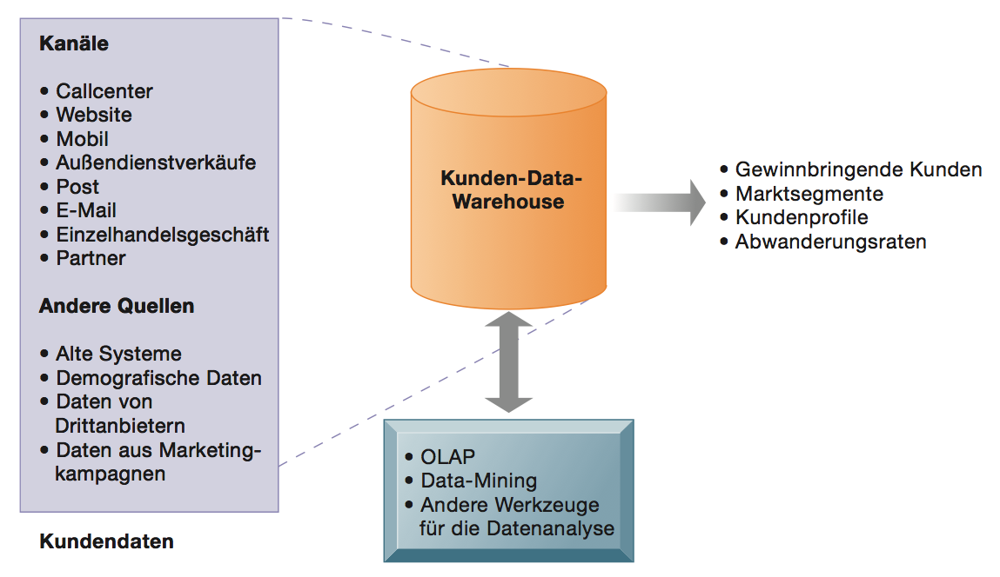 Kanäle
• Callcenter
• Website
• Mobil
• Außendienstverkäufe
• Post
• E-Mail
• Einzelhandelsgeschäft
• Partner
Andere Quellen
• Alte Systeme
• Demografische Daten
• Daten von
Drittanbietern
• Daten aus Marketing-
kampagnen
Kundendaten
Kunden-Data-
Warehouse
• Gewinnbringende Kunden
• Marktsegmente
• Kundenprofile
• Abwanderungsraten
• OLAP
• Data-Mining
• Andere Werkzeuge
für die Datenanalyse